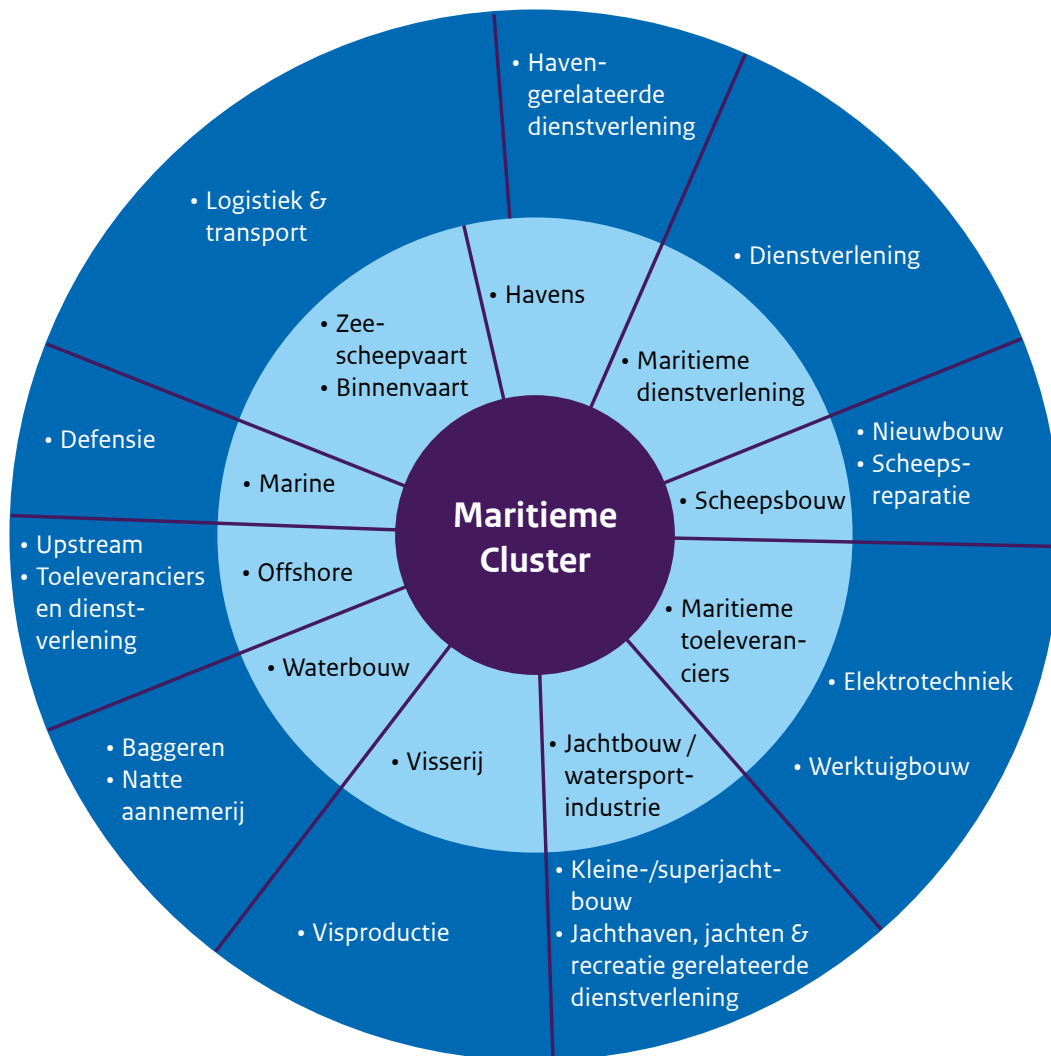 • Haven-
gerelateerde
dienstverlening
• Logistiek &
transport
• Dienstverlening
• Havens
• Zee-
scheepvaart
• Binnenvaart
• Maritieme
dienstverlening
• Defensie
• Nieuwbouw
• Scheeps-
reparatie
• Marine
• Scheepsbouw
Maritieme
Cluster
• Upstream
• Toeleveranciers
en dienst-
verlening
• Offshore
• Maritieme
toeleveran-
ciers
• Waterbouw
• Elektrotechniek
• Baggeren
• Natte
aannemerij
• Visserij
• Jachtbouw /
watersport-
industrie
• Werktuigbouw
• Kleine-/superjacht-
bouw
• Jachthaven, jachten &
recreatie gerelateerde
dienstverlening
• Visproductie